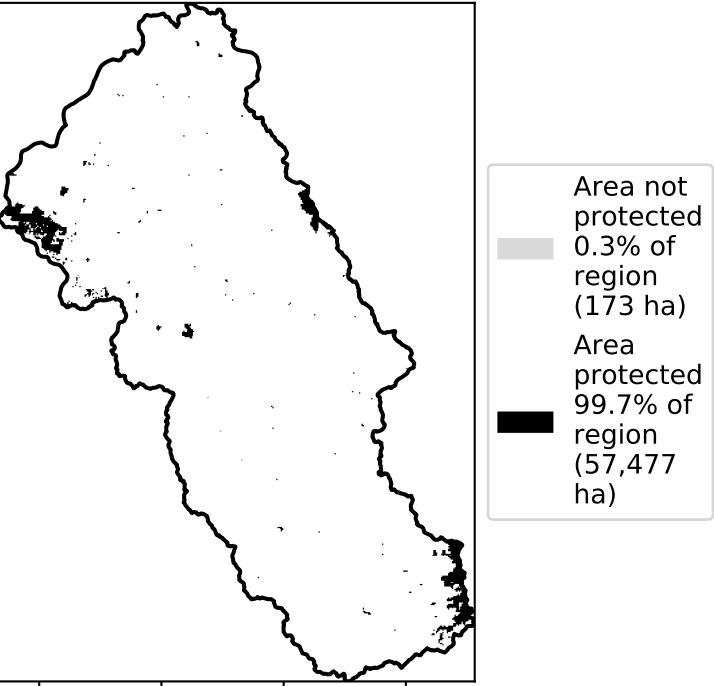 Area not
protected
0.3% of
region
(173 ha)
Area
protected
99.7% of
region
(57,477
ha)